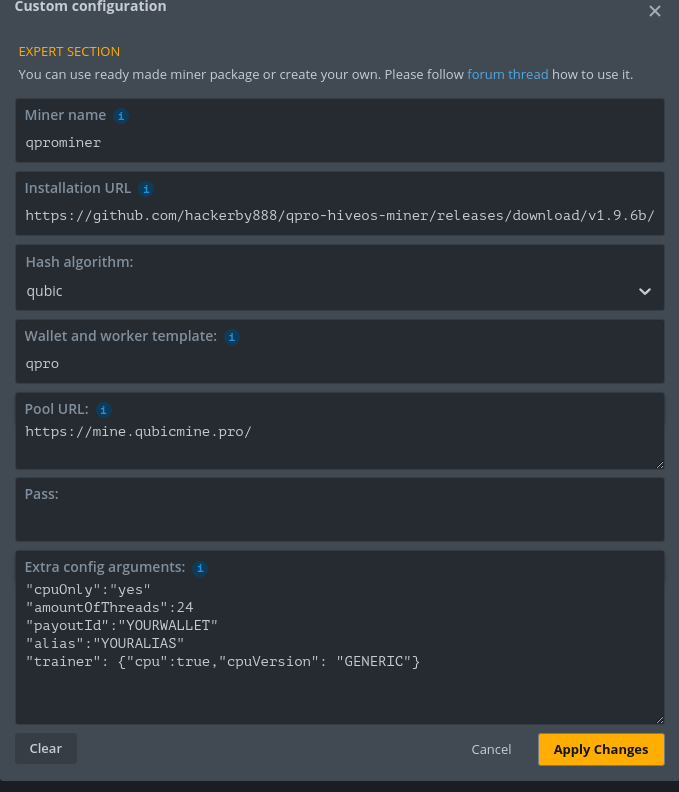 Custom configuration
EXPERT SECTION
You can use ready made miner package or create your own. Please follow forum thread how to use it.
Miner name i
qprominer
Installation URL i
https://github.com/hackerby888/qpro-hiveos-miner/releases/download/v1.9.6b/
Hash algorithm:
qubic
Wallet and worker template: i
qpro
Pool URL: i
https://mine.qubicmine.pro/
Pass:
Extra config arguments: i
"cpuOnly":"yes"
"amountOfThreads":24
"payoutId":"YOURWALLET"
"alias":"YOURALIAS"
"trainer": {"cpu":true,"cpuVersion": "GENERIC"}
Clear Cancel Apply Changes